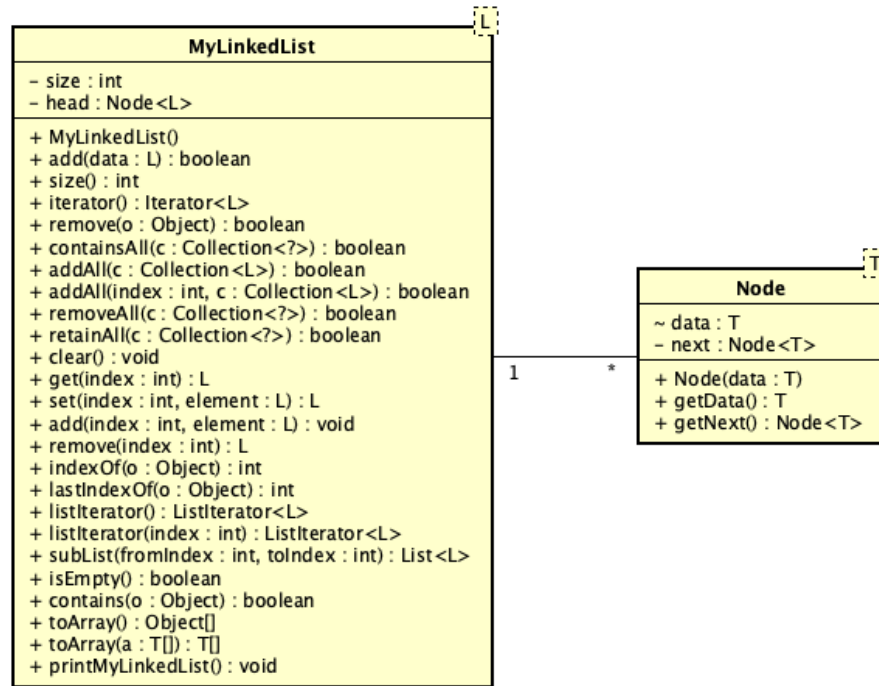 L
MyLinkedList
– size : int
– head : Node<L>
+ MyLinkedList()
+ add(data : L) : boolean
+ size() : int
+ iterator() : Iterator<L>
+ remove(o : Object) : boolean
+ containsAll(c : Collection<?>) : boolean
+ addAll(c : Collection<L>) : boolean
+ addAll(index : int, c : Collection<L>) : boolean
+ removeAll(c : Collection<?>) : boolean
+ retainAll(c : Collection<?>) : boolean
+ clear() : void
+ get(index : int) : L
+ set(index : int, element : L) : L
+ add(index : int, element : L) : void
+ remove(index : int) : L
+ indexOf(o : Object) : int
+ lastIndexOf(o : Object) : int
+ listIterator() : ListIterator<L>
+ listIterator(index : int) : ListIterator<L>
+ subList(fromIndex : int, toIndex : int) : List<L>
+ isEmpty() : boolean
+ contains(o : Object) : boolean
+ toArray() : Object[]
+ toArray(a : T[]) : T[]
+ printMyLinkedList() : void
1
*
T
Node
~ data : T
– next : Node<T>
+ Node(data : T)
+ getData() : T
+ getNext() : Node<T>